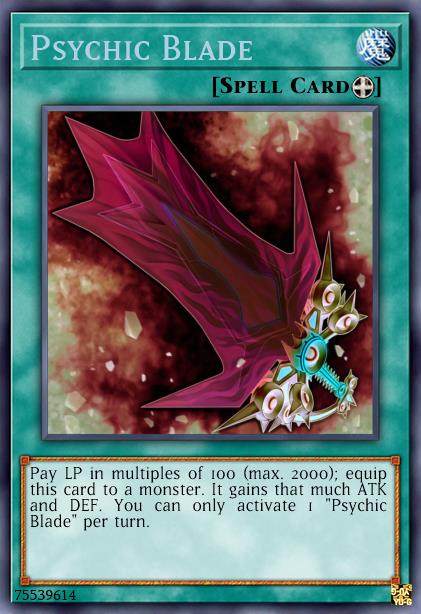 Psychic Blade
魔
[Spell Card]
Pay LP in multiples of 100 (max. 2000); equip
this card to a monster. It gains that much ATK
and DEF. You can only activate 1 "Psychic
Blade" per turn.
75539614